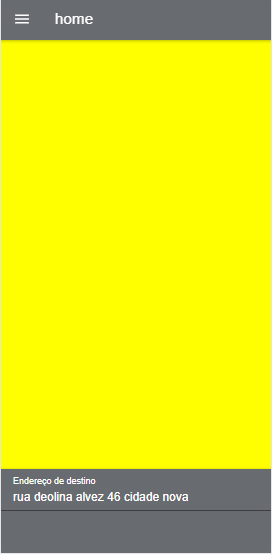 home
Endereço de destino
rua deolina alvez 46 cidade nova